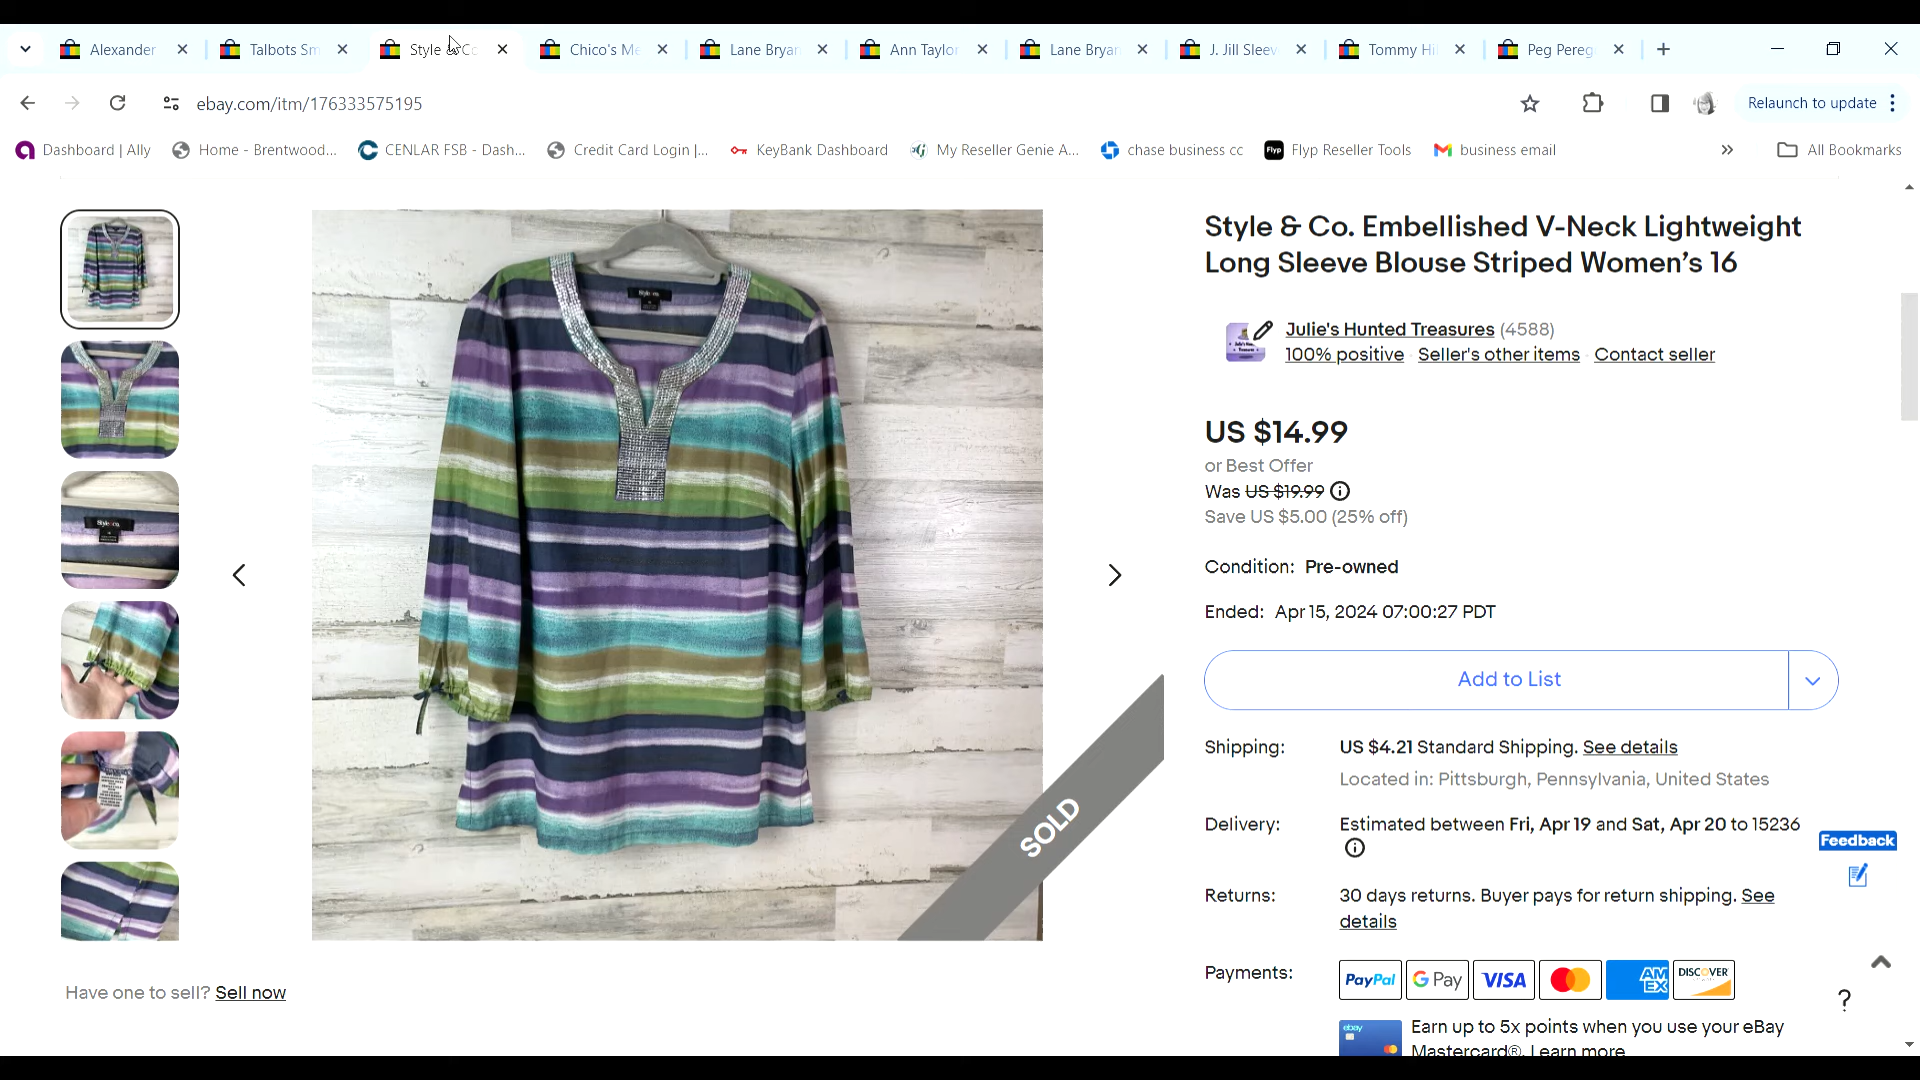 Alexander
Talbots Sm
Style & Co
Chico's Me
Lane Bryan
Ann Taylor
Lane Bryan
J. Jill Sleev
Tommy Hi
Peg Pereg
ebay.com/itm/176333575195
Relaunch to update
Dashboard | Ally
Home - Brentwood...
CENLAR FSB - Dash...
Credit Card Login |...
KeyBank Dashboard
My Reseller Genie A...
chase business cc
Flyp
Flyp Reseller Tools
business email
All Bookmarks
Style & Co. Embellished V-Neck Lightweight
Long Sleeve Blouse Striped Women's 16
Julie's Hunted Treasures (4588)
100% positive Seller's other items Contact seller
US $14.99
or Best Offer
Was US $19.99
Save US $5.00 (25% off)
Condition: Pre-owned
Ended: Apr 15, 2024 07:00:27 PDT
Add to List
Shipping: US $4.21 Standard Shipping. See details
Located in: Pittsburgh, Pennsylvania, United States
Delivery: Estimated between Fri, Apr 19 and Sat, Apr 20 to 15236
Feedback
Returns: 30 days returns. Buyer pays for return shipping. See
details
Payments: PayPal G Pay VISA AMEX DISCOVER
ebay
Earn up to 5x points when you use your eBay
Mastercard®. Learn more
SOLD
Have one to sell? Sell now
?